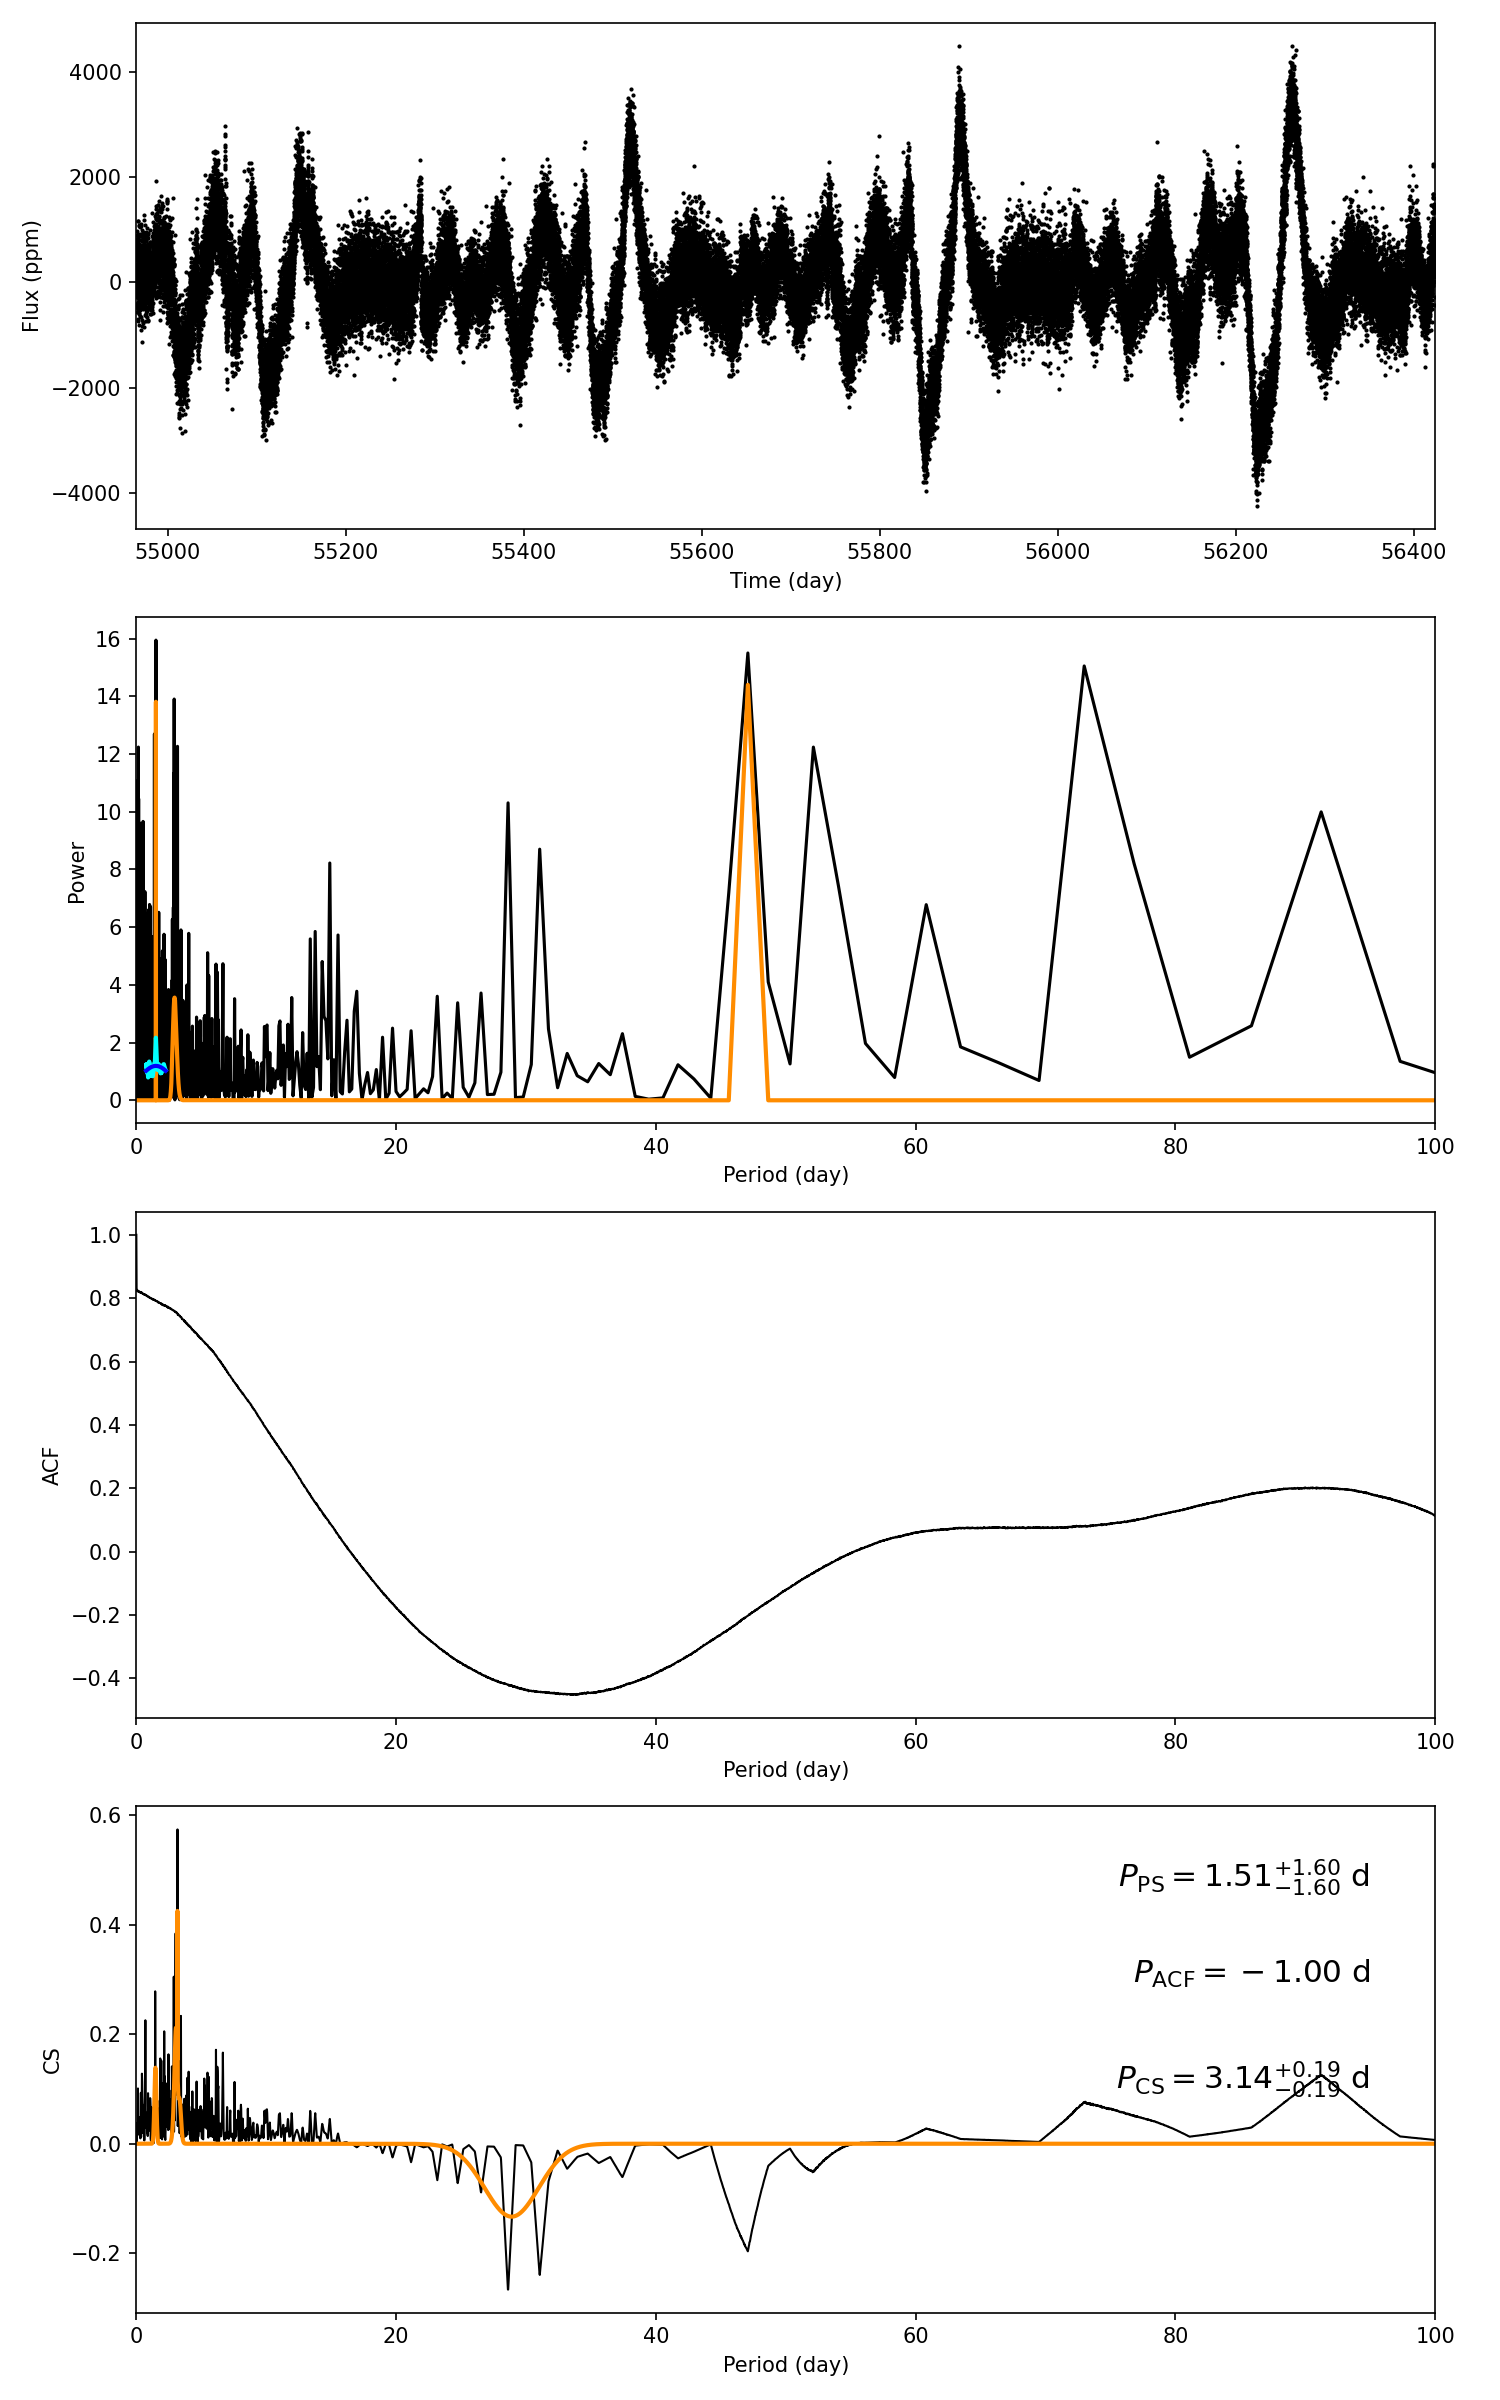 4000
2000
0
−2000
−4000
Flux (ppm)
55000 55200 55400 55600 55800 56000 56200 56400
Time (day)
16
14
12
10
8
6
4
2
0
Power
0 20 40 60 80 100
Period (day)
1.0
0.8
0.6
0.4
0.2
0.0
−0.2
−0.4
ACF
0 20 40 60 80 100
Period (day)
0.6
0.4
0.2
0.0
−0.2
CS
P_PS = 1.51^{+1.60}_{−1.60} d
P_ACF = −1.00 d
P_CS = 3.14^{+0.19}_{−0.19} d
0 20 40 60 80 100
Period (day)